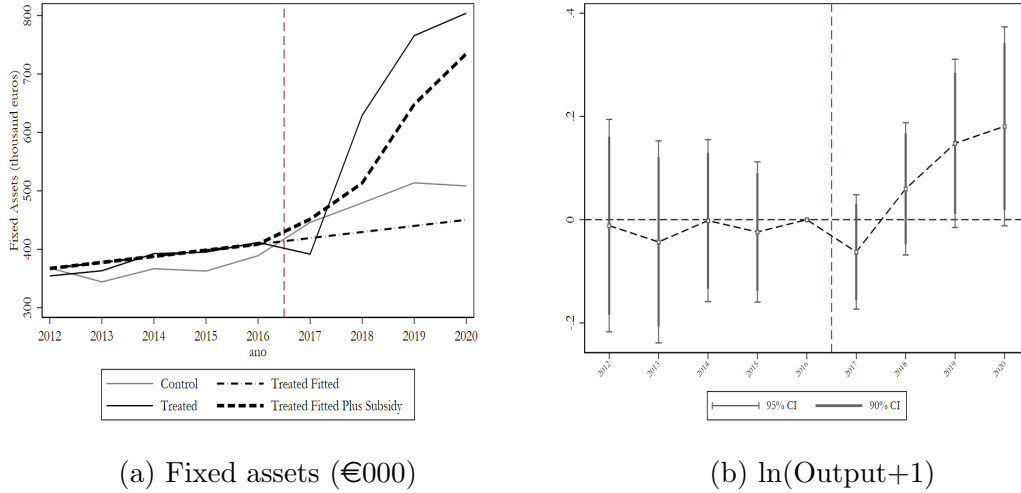 800
700
600
500
400
300
Fixed Assets (thousand euros)
2012 2013 2014 2015 2016 2017 2018 2019 2020
ano
Control Treated Fitted
Treated Treated Fitted Plus Subsidy
(a) Fixed assets (€000)
.4
.2
0
-.2
2012 2013 2014 2015 2016 2017 2018 2019 2020
95% CI 90% CI
(b) ln(Output+1)